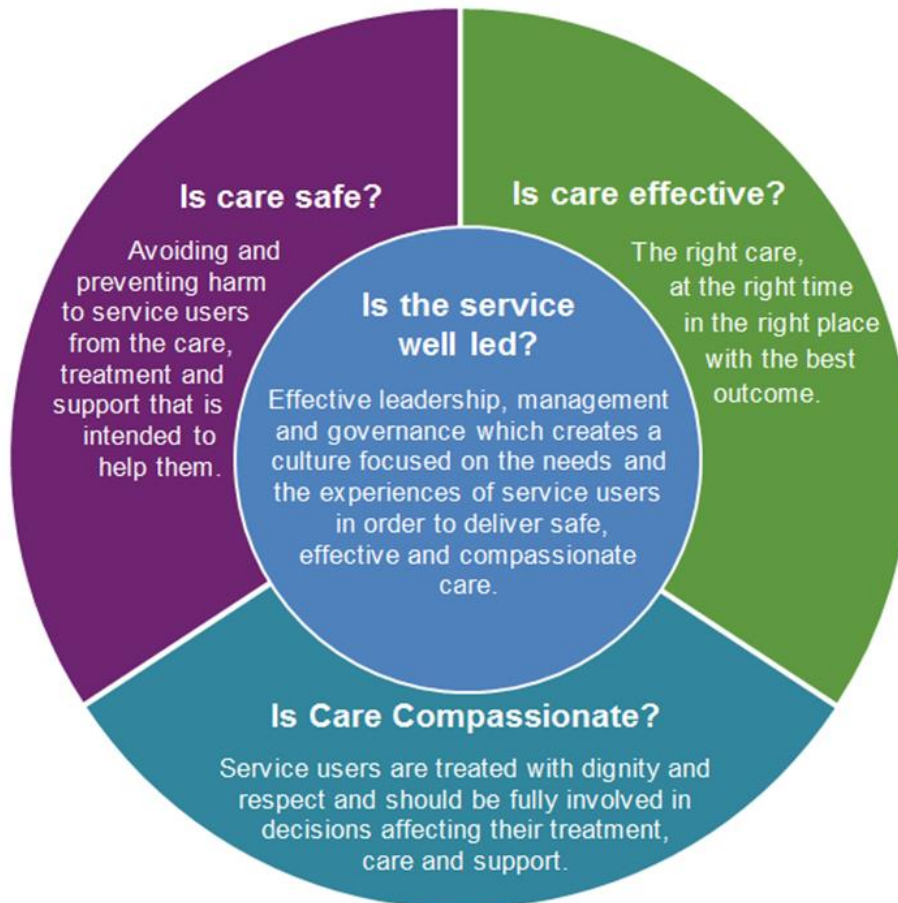 Is care safe?
Avoiding and
preventing harm
to service users
from the care,
treatment and
support that is
intended to
help them.
Is care effective?
The right care,
at the right time
in the right place
with the best
outcome.
Is the service
well led?
Effective leadership, management
and governance which creates a
culture focused on the needs and
the experiences of service users
in order to deliver safe,
effective and compassionate
care.
Is Care Compassionate?
Service users are treated with dignity and
respect and should be fully involved in
decisions affecting their treatment,
care and support.